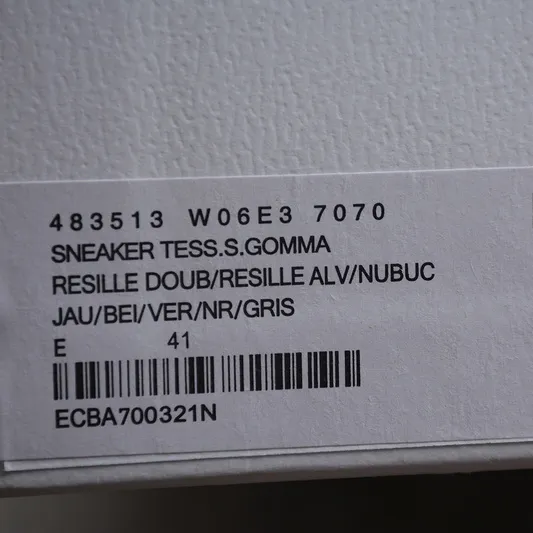 483513 W06E3 7070
SNEAKER TESS.S.GOMMA
RESILLE DOUB/RESILLE ALV/NUBUC
JAU/BEI/VER/NR/GRIS
E 41
ECBA700321N